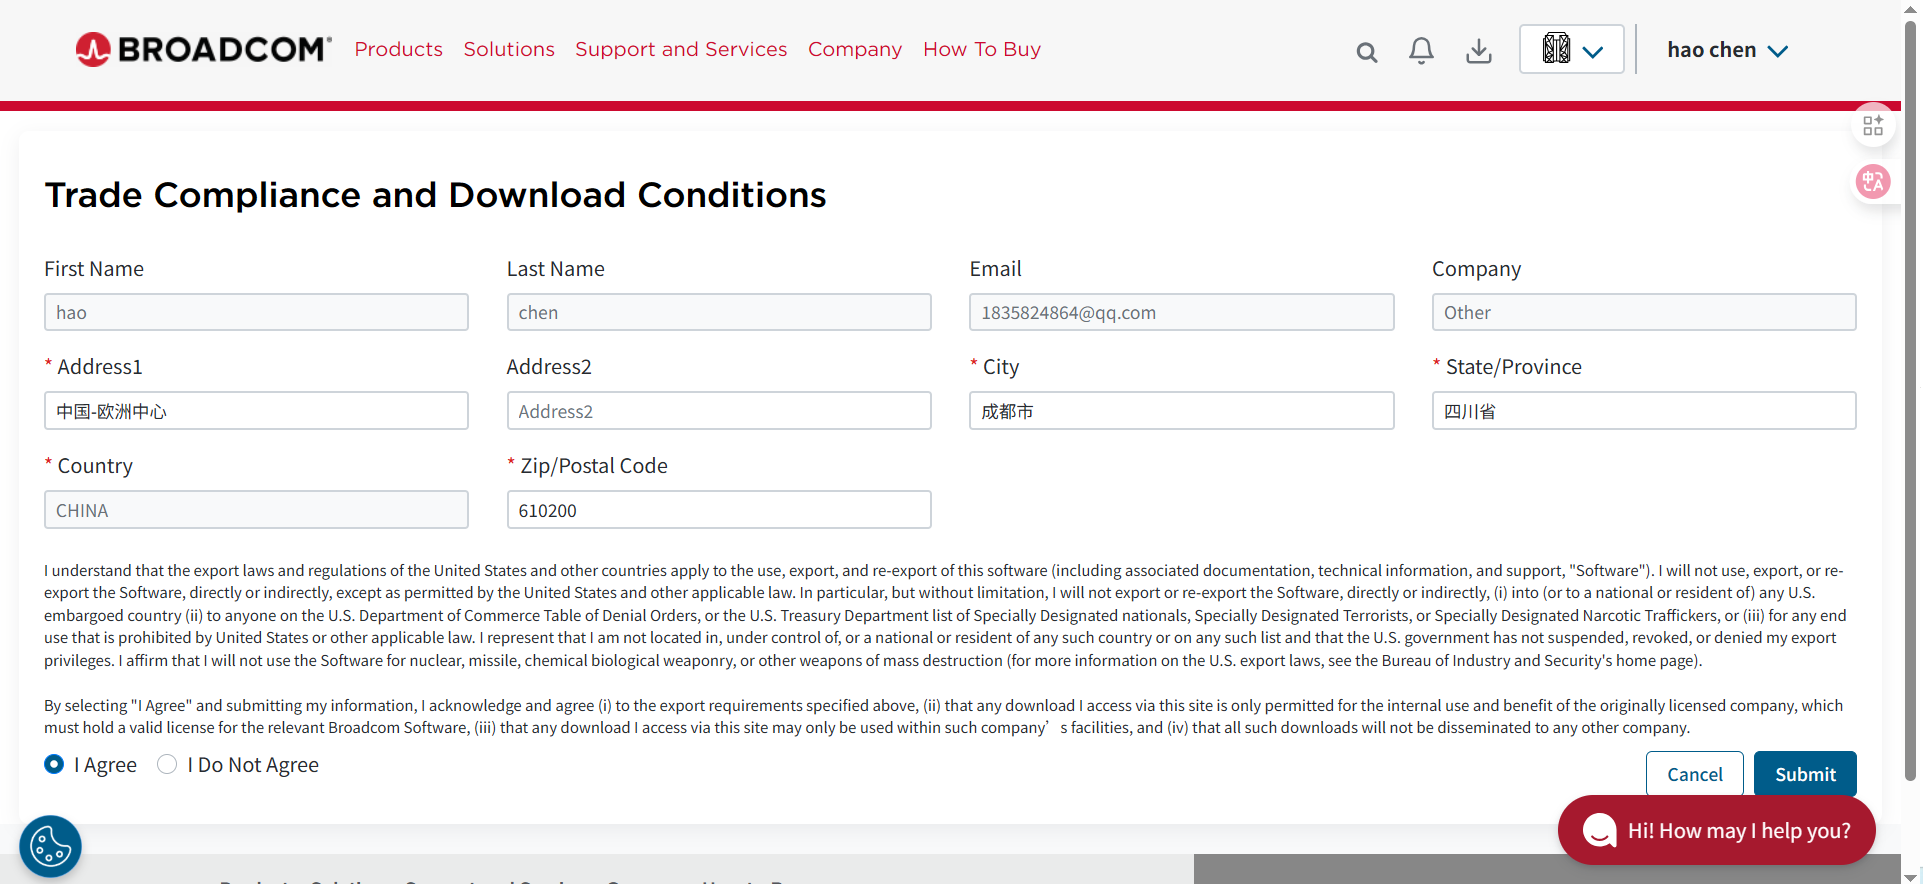 BROADCOM
Products Solutions Support and Services Company How To Buy
hao chen
Trade Compliance and Download Conditions
First Name Last Name Email Company
hao chen 1835824864@qq.com Other
* Address1 Address2 * City * State/Province
中国-欧洲中心 Address2 成都市 四川省
* Country * Zip/Postal Code
CHINA 610200
I understand that the export laws and regulations of the United States and other countries apply to the use, export, and re-export of this software (including associated documentation, technical information, and support, "Software"). I will not use, export, or re-
export the Software, directly or indirectly, except as permitted by the United States and other applicable law. In particular, but without limitation, I will not export or re-export the Software, directly or indirectly, (i) into (or to a national or resident of) any U.S.
embargoed country (ii) to anyone on the U.S. Department of Commerce Table of Denial Orders, or the U.S. Treasury Department list of Specially Designated nationals, Specially Designated Terrorists, or Specially Designated Narcotic Traffickers, or (iii) for any end
use that is prohibited by United States or other applicable law. I represent that I am not located in, under control of, or a national or resident of any such country or on any such list and that the U.S. government has not suspended, revoked, or denied my export
privileges. I affirm that I will not use the Software for nuclear, missile, chemical biological weaponry, or other weapons of mass destruction (for more information on the U.S. export laws, see the Bureau of Industry and Security's home page).
By selecting "I Agree" and submitting my information, I acknowledge and agree (i) to the export requirements specified above, (ii) that any download I access via this site is only permitted for the internal use and benefit of the originally licensed company, which
must hold a valid license for the relevant Broadcom Software, (iii) that any download I access via this site may only be used within such company’s facilities, and (iv) that all such downloads will not be disseminated to any other company.
I Agree I Do Not Agree
Cancel Submit
Hi! How may I help you?